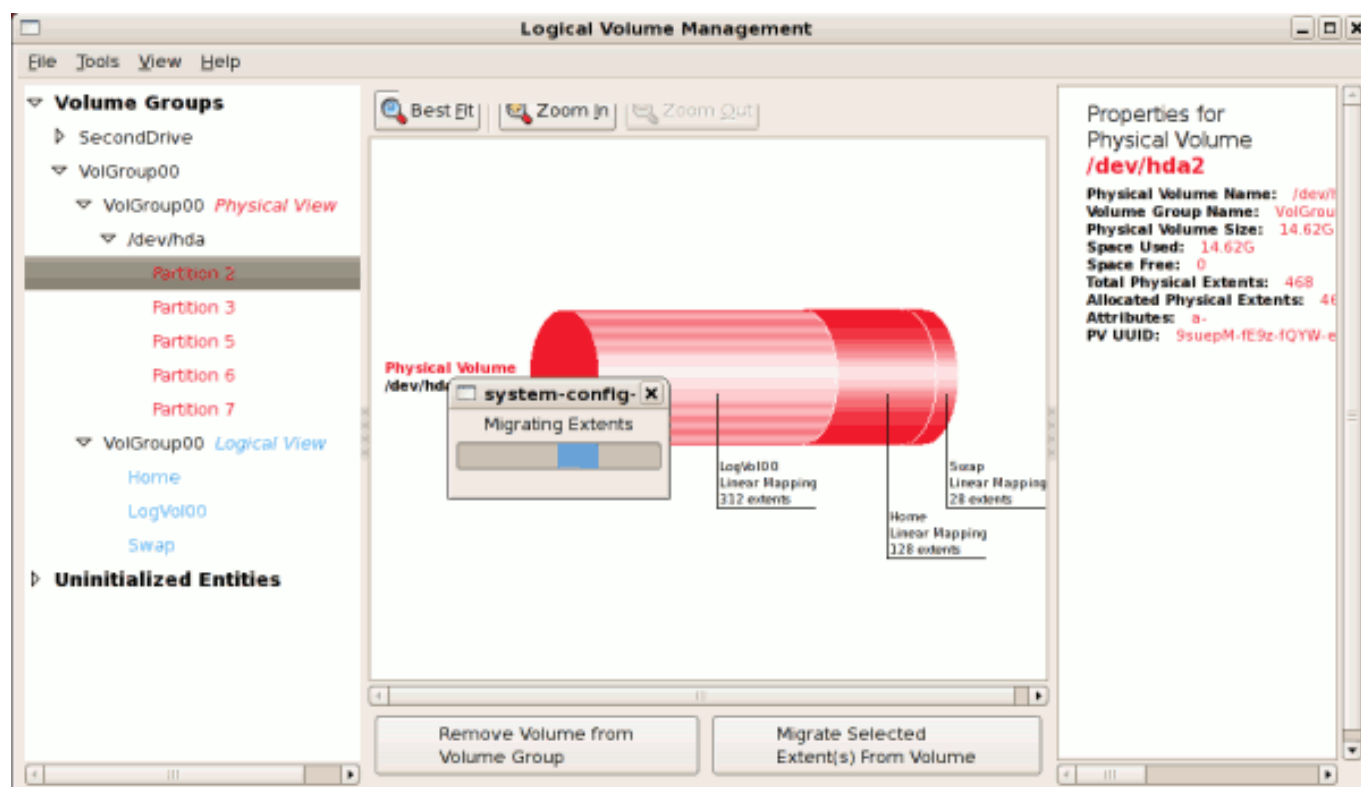 Logical Volume Management
File Tools View Help
Volume Groups
SecondDrive
VolGroup00
VolGroup00 Physical View
/dev/hda
Partition 2
Partition 3
Partition 5
Partition 6
Partition 7
VolGroup00 Logical View
Home
LogVol00
Swap
Uninitialized Entities
Best Fit Zoom In Zoom Out
Physical Volume
/dev/hda
system-config-
Migrating Extents
LogVol00
Linear Mapping
312 extents
Home
Linear Mapping
128 extents
Swap
Linear Mapping
28 extents
Remove Volume from
Volume Group
Migrate Selected
Extent(s) From Volume
Properties for
Physical Volume
/dev/hda2
Physical Volume Name: /dev/h
Volume Group Name: VolGrou
Physical Volume Size: 14.62G
Space Used: 14.62G
Space Free: 0
Total Physical Extents: 468
Allocated Physical Extents: 46
Attributes: a-
PV UUID: 9suepM-fE9z-fQYW-e